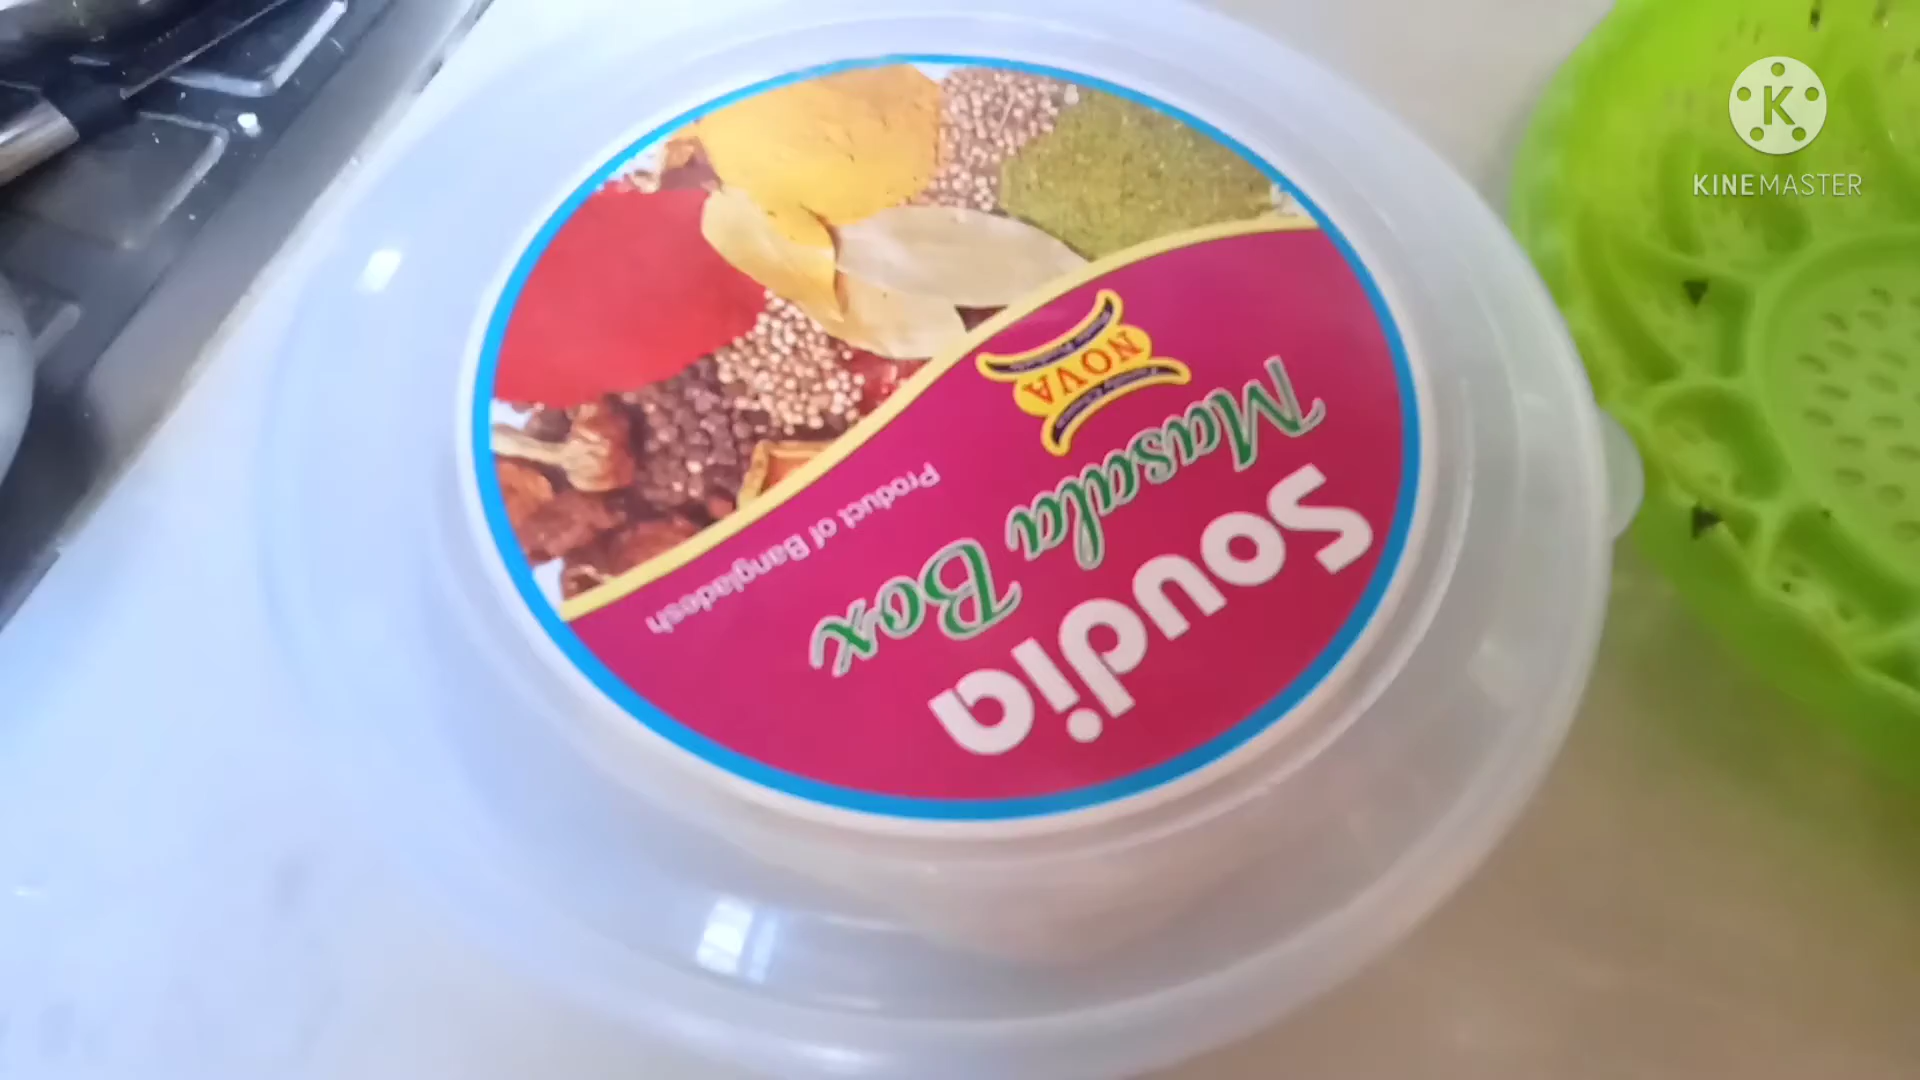 Soudia
Masala Box
NOVA
Product of Bangladesh
KINEMASTER